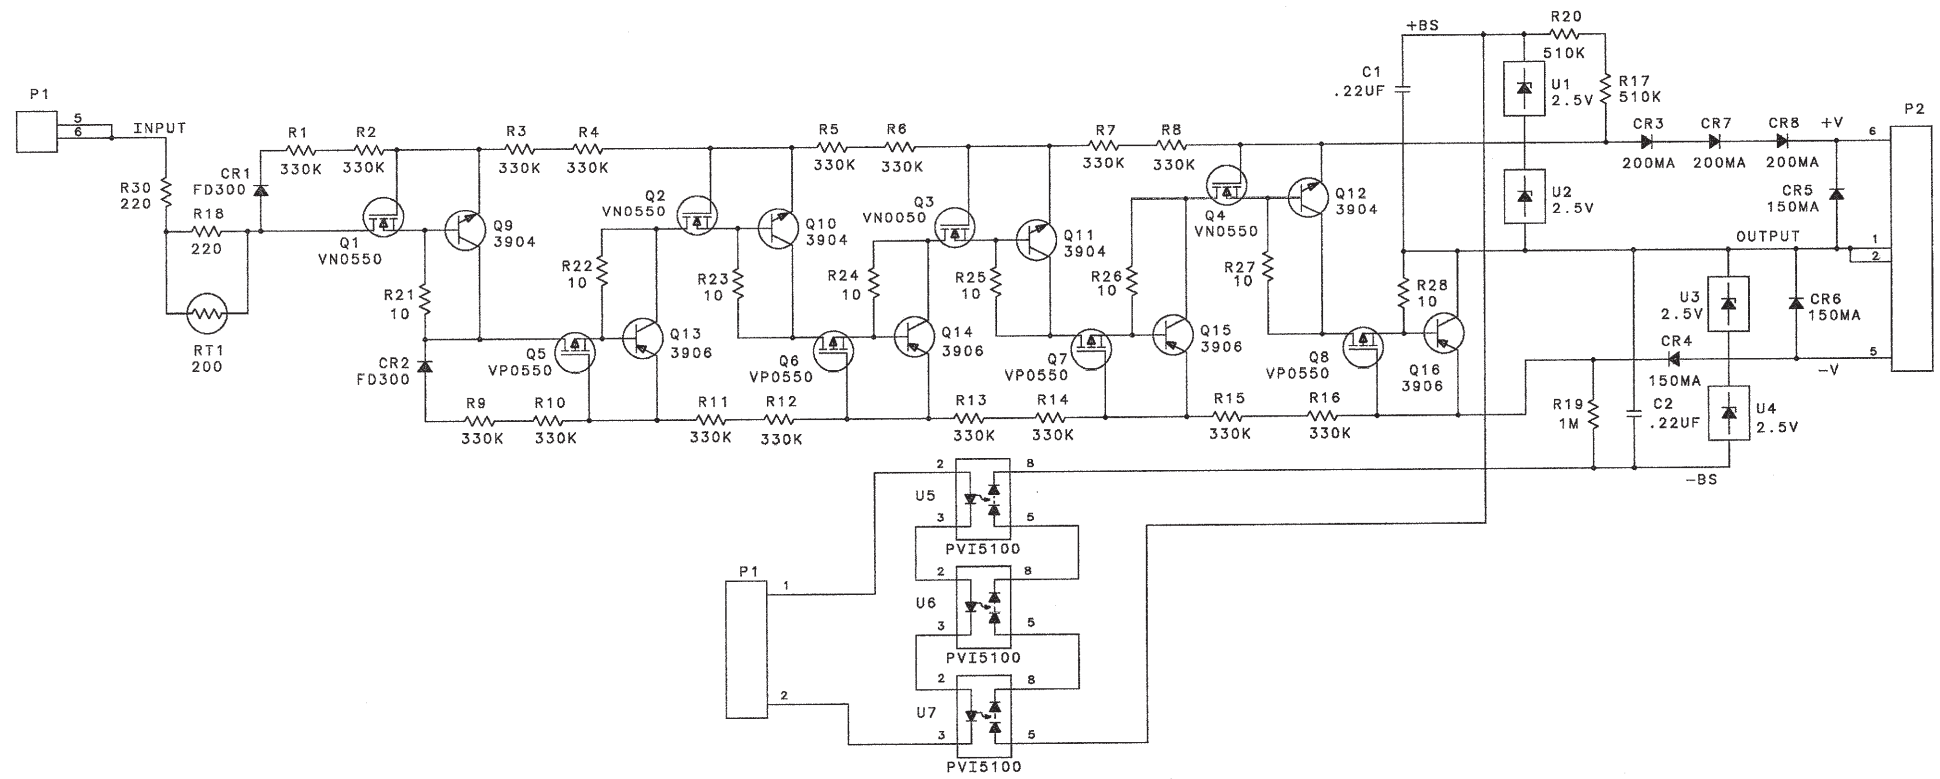 +BS
R20
510K
C1
.22UF
U1
2.5V
R17
510K
P1
5
6
INPUT
R1
330K
R2
330K
R3
330K
R4
330K
R5
330K
R6
330K
R7
330K
R8
330K
CR3
200MA
CR7
200MA
CR8
200MA
+V
6
P2
R30
220
CR1
FD300
R18
220
RT1
200
Q1
VN0550
Q9
3904
Q2
VN0550
Q10
3904
Q3
VN0050
Q11
3904
Q4
VN0550
Q12
3904
U2
2.5V
CR5
150MA
OUTPUT
1
2
R21
10
R22
10
R23
10
R24
10
R25
10
R26
10
R27
10
R28
10
U3
2.5V
CR6
150MA
CR2
FD300
Q5
VP0550
Q13
3906
Q6
VP0550
Q14
3906
Q7
VP0550
Q15
3906
Q8
VP0550
Q16
3906
CR4
150MA
5
-V
R9
330K
R10
330K
R11
330K
R12
330K
R13
330K
R14
330K
R15
330K
R16
330K
R19
1M
C2
.22UF
U4
2.5V
-BS
2
8
U5
3
5
PVI5100
P1
1
2
2
8
U6
3
5
PVI5100
2
8
U7
3
5
PVI5100